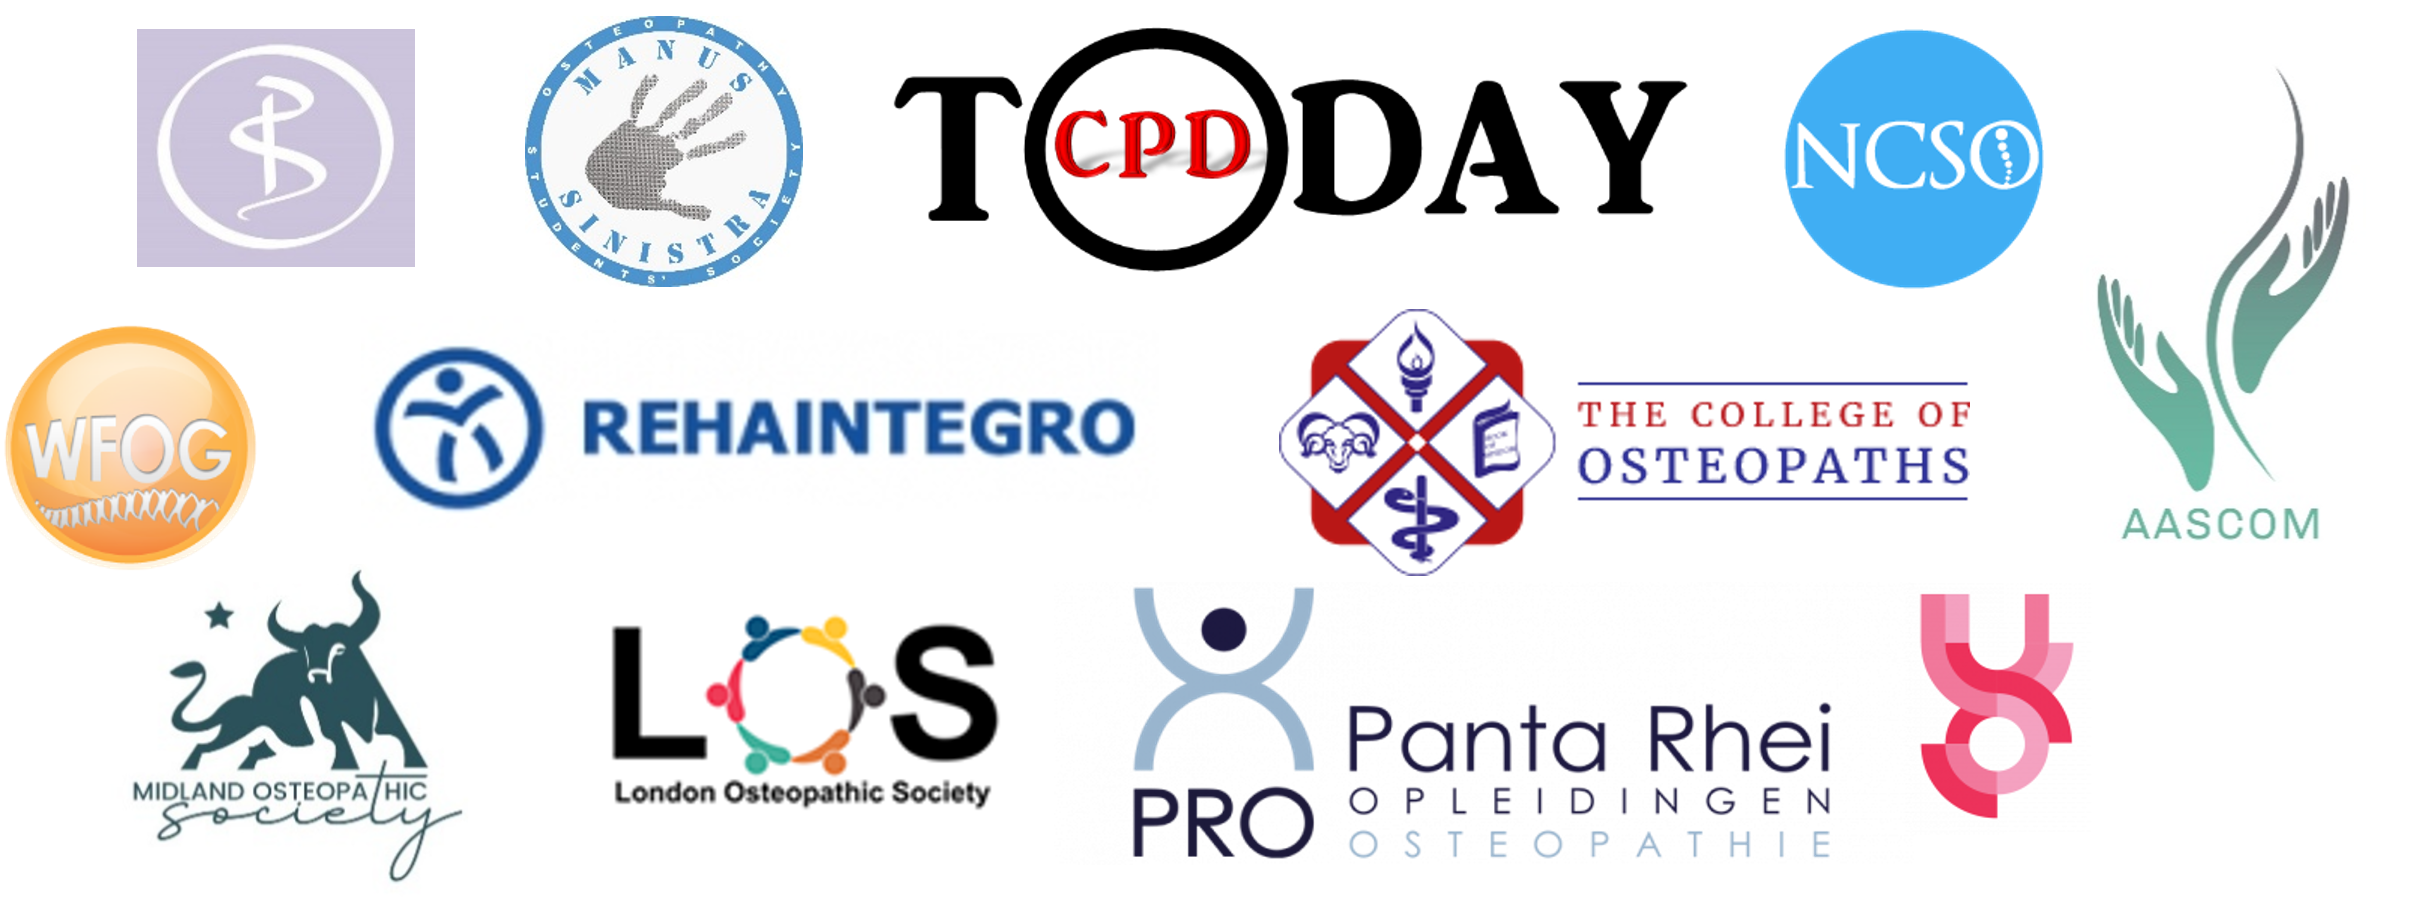 OSTEOPATHY STUDENTS' SOCIETY
MANUS
SINISTRA
TODAY
CPD
NCSO
WFOG
REHAINTEGRO
THE COLLEGE OF
OSTEOPATHS
AASCOM
MIDLAND OSTEOPATHIC
society
LOS
London Osteopathic Society
PRO
Panta Rhei
OPLEIDINGEN
OSTEOPATHIE